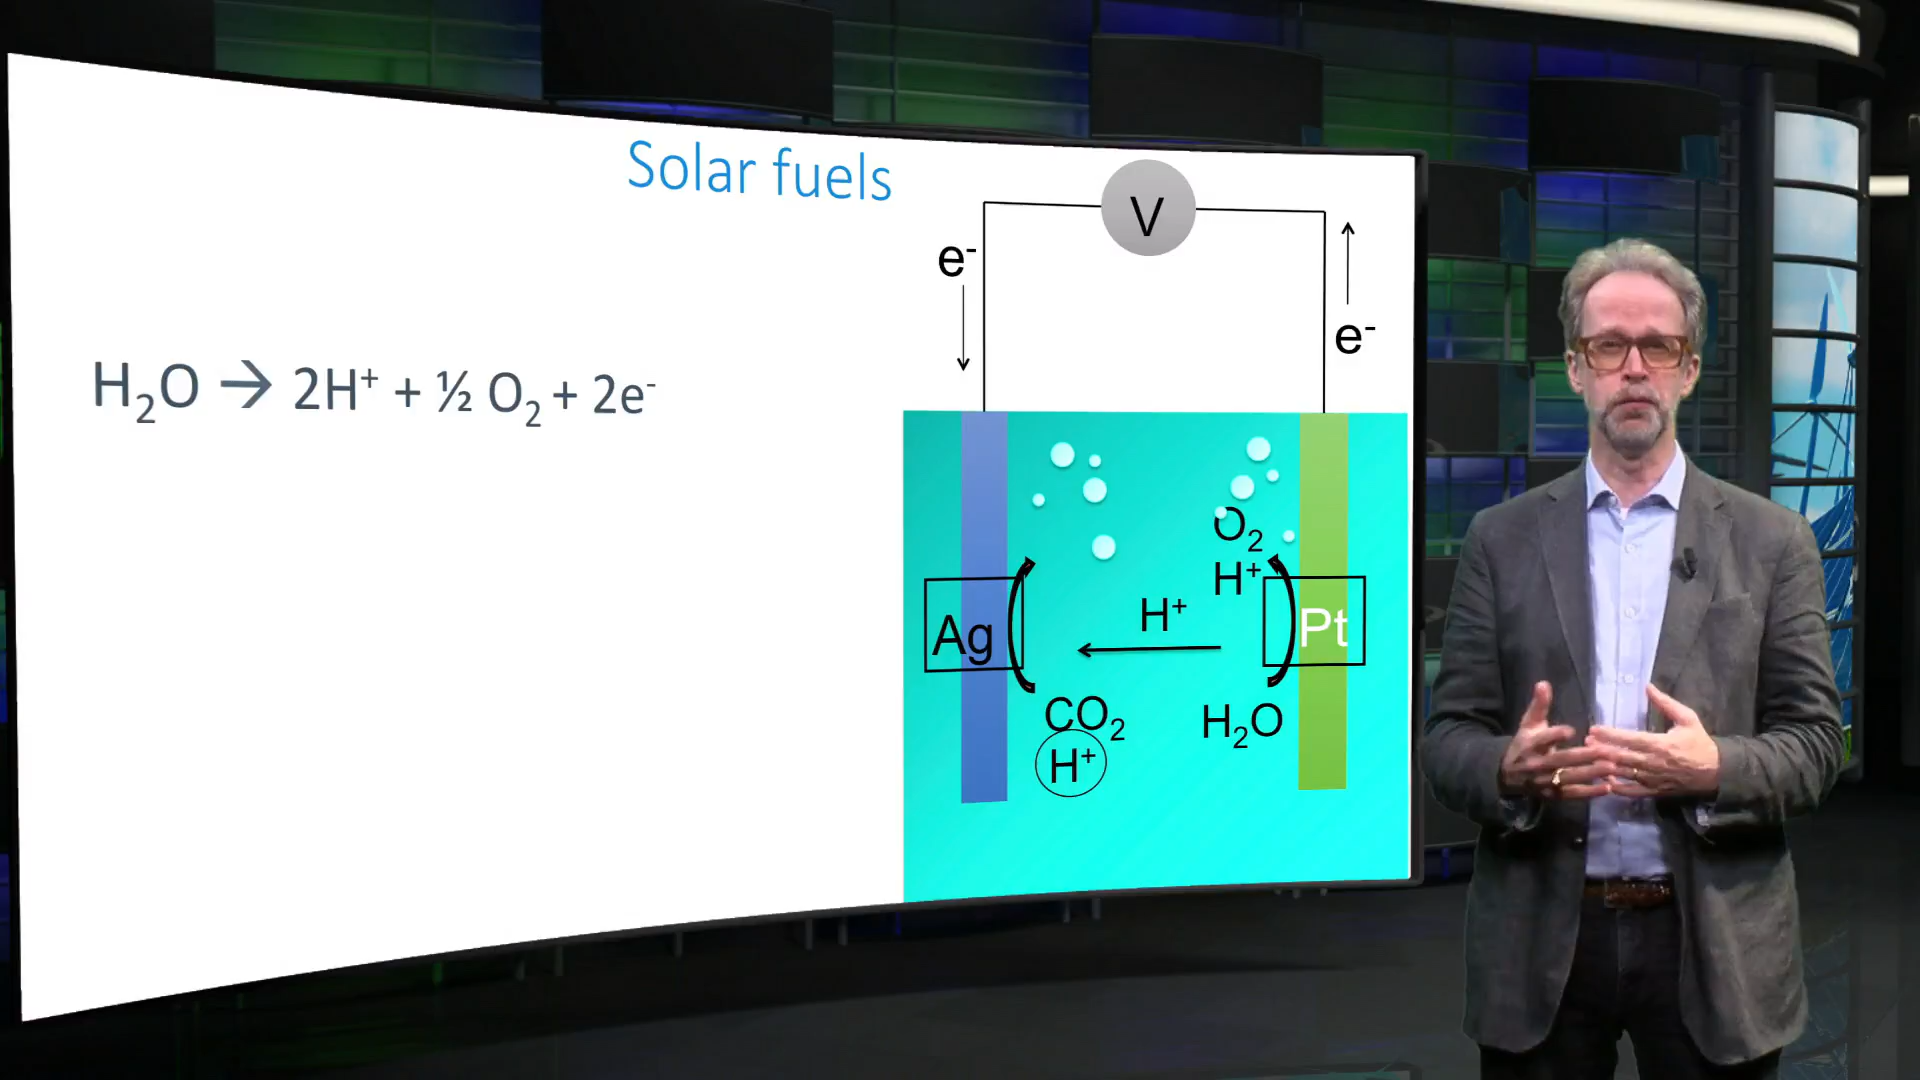 Solar fuels
H₂O → 2H⁺ + ½ O₂ + 2e⁻
V
e⁻
e⁻
O₂
H⁺
H⁺
Ag
Pt
CO₂
H₂O
H⁺